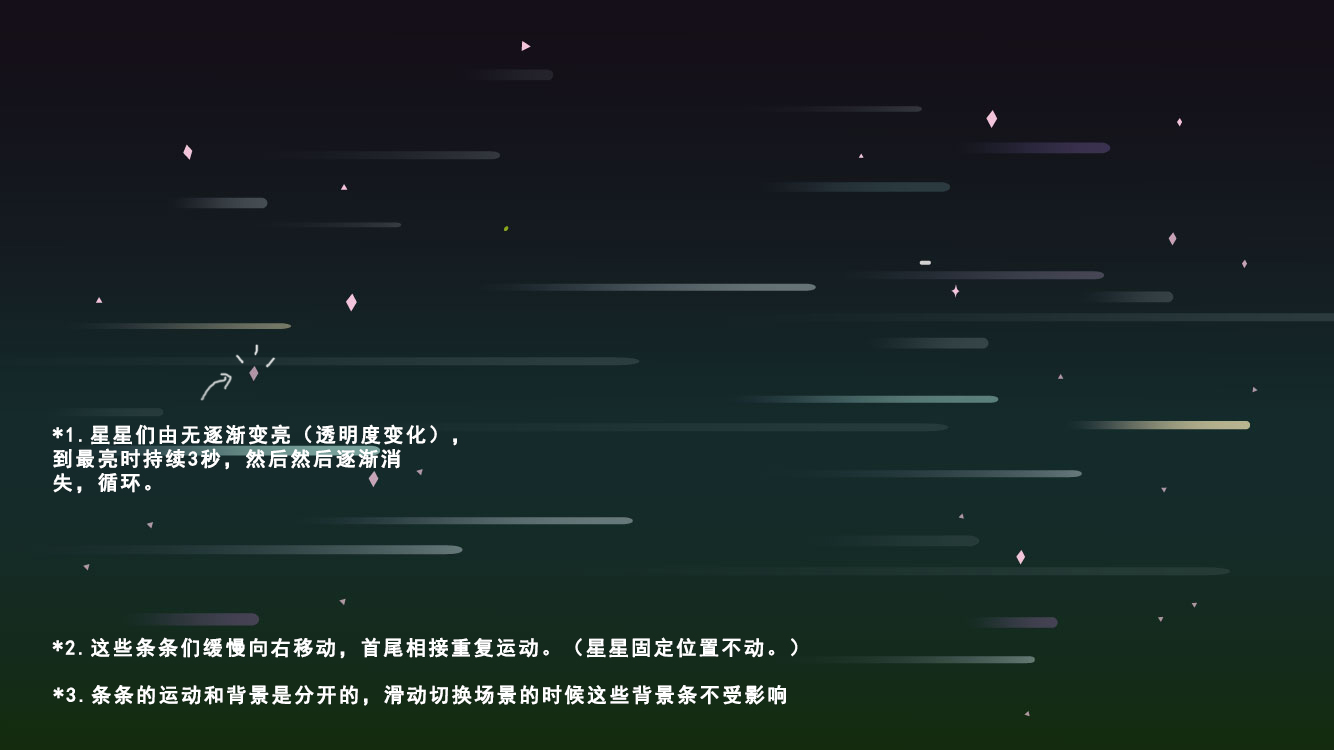 *1.星星们由无逐渐变亮（透明度变化），
到最亮时持续3秒，然后然后逐渐消
失，循环。
*2.这些条条们缓慢向右移动，首尾相接重复运动。（星星固定位置不动。）
*3.条条的运动和背景是分开的，滑动切换场景的时候这些背景条不受影响